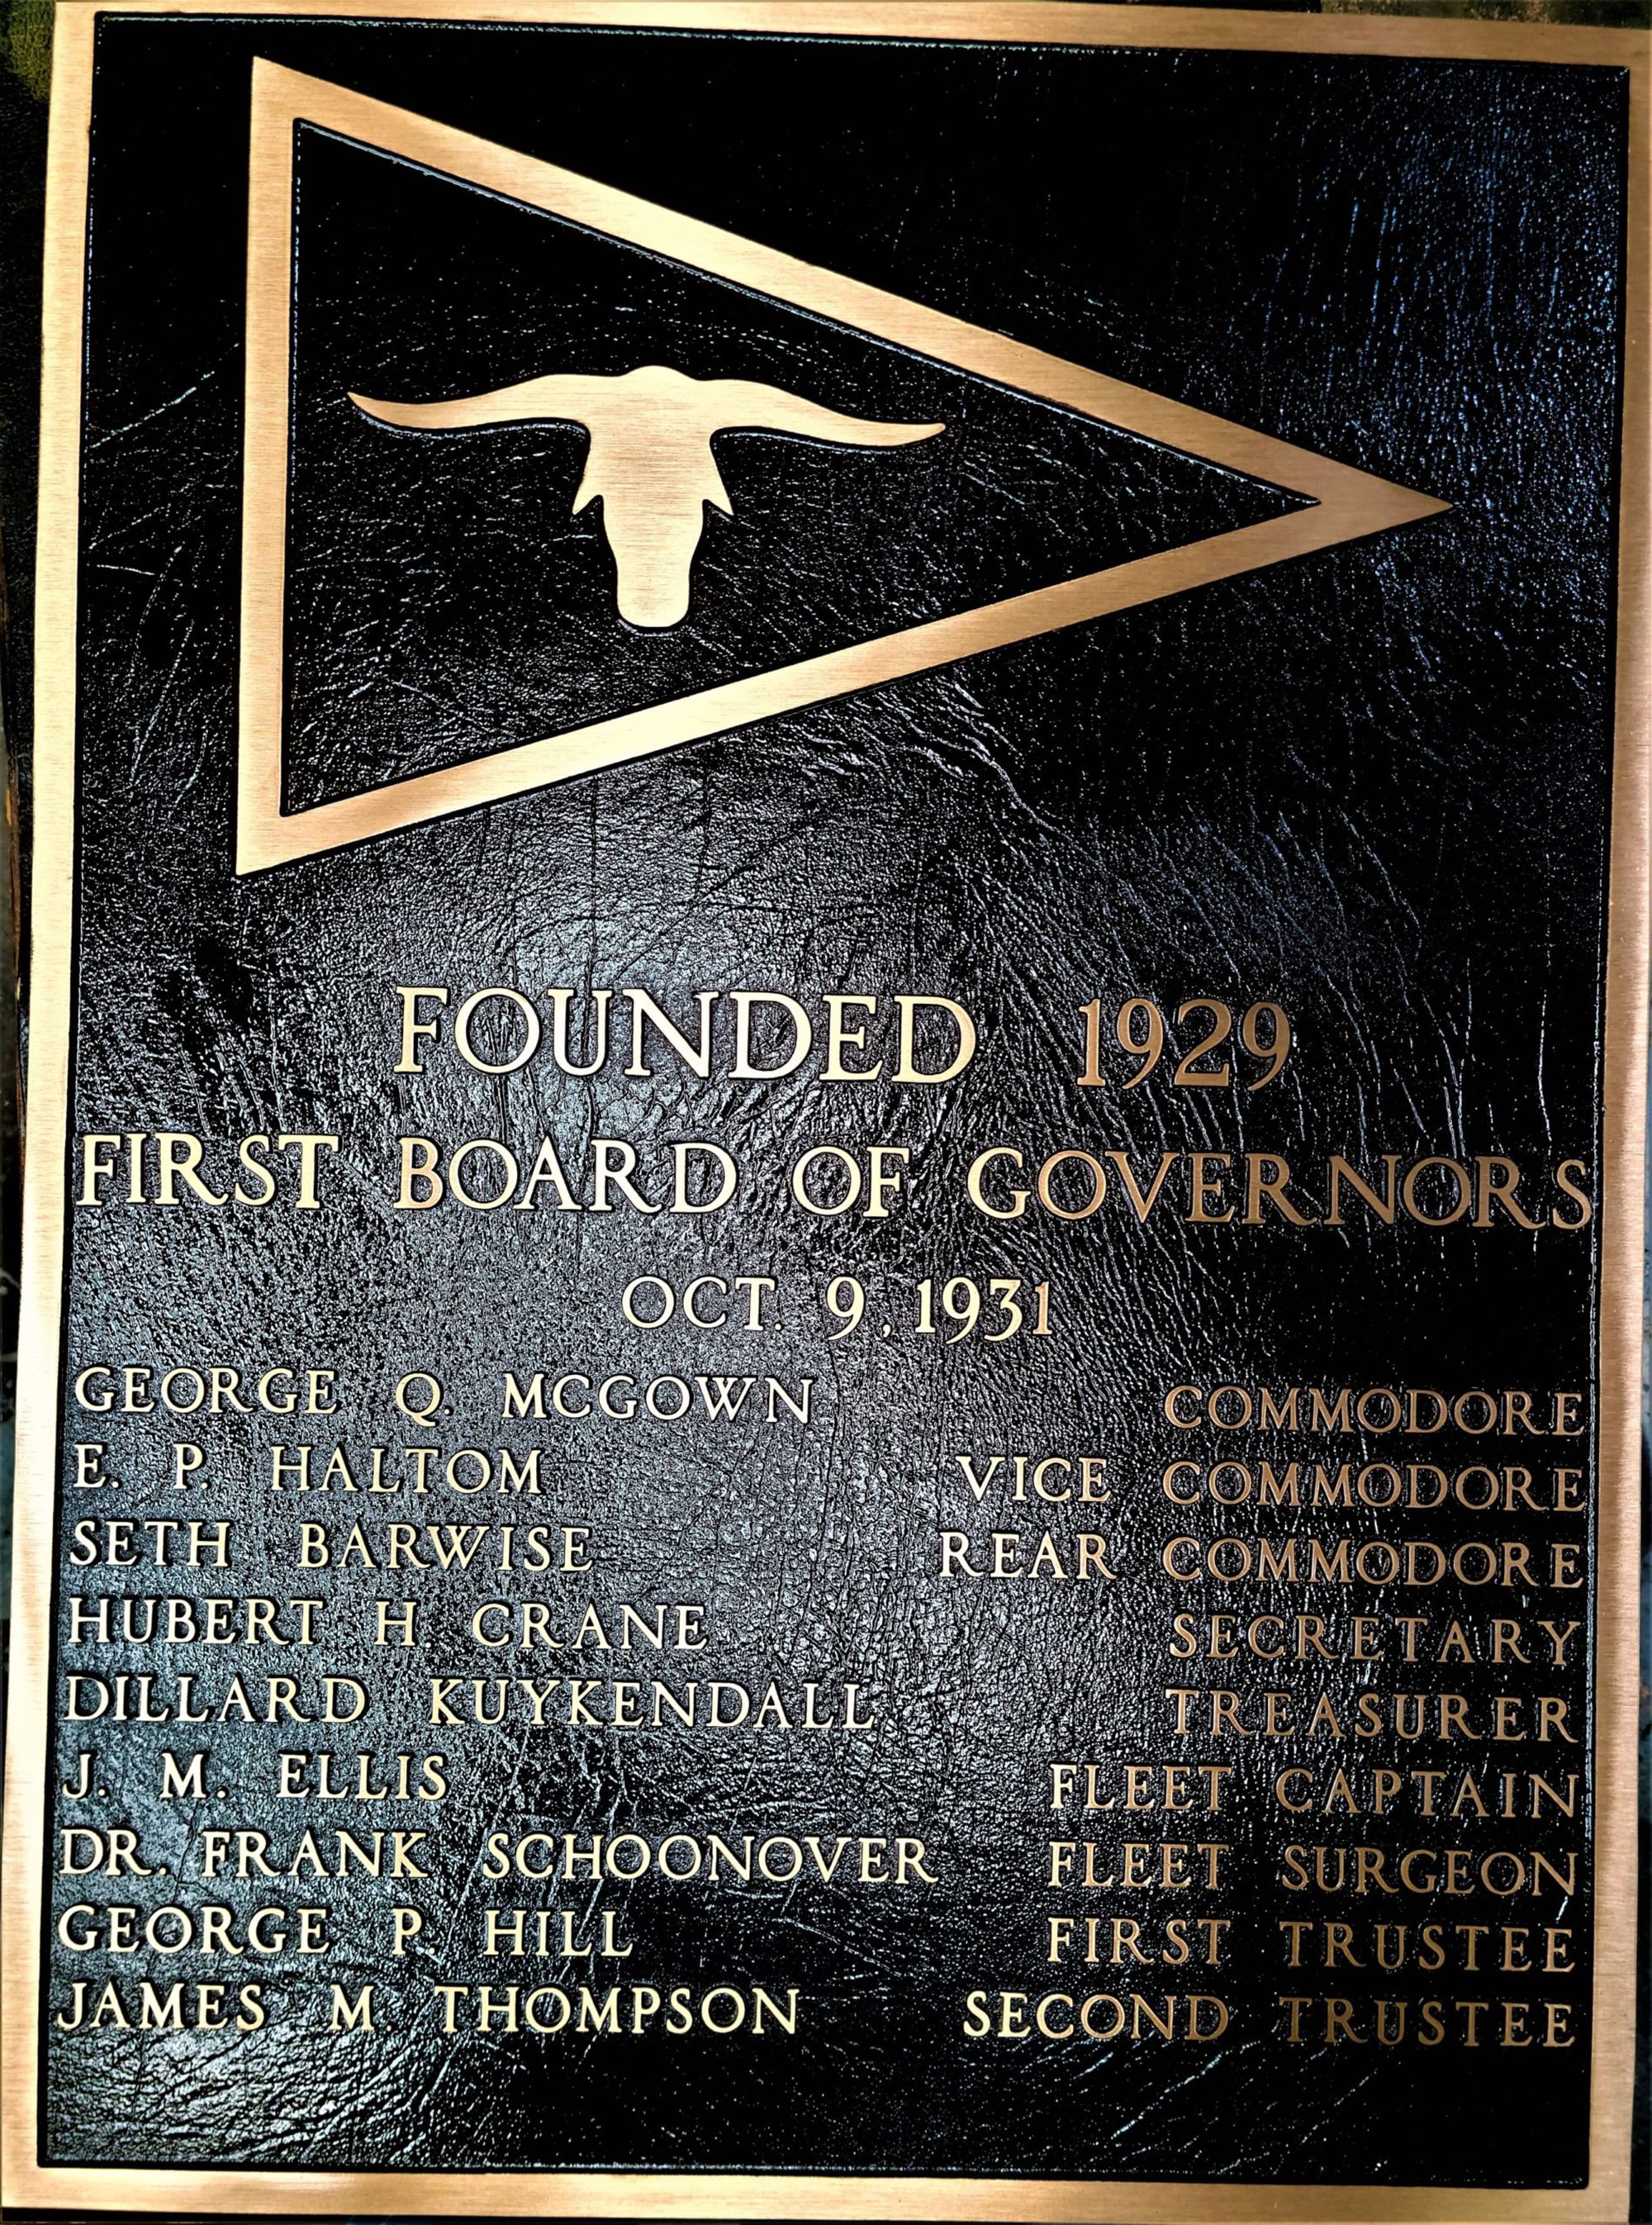 FOUNDED 1929
FIRST BOARD OF GOVERNORS
OCT. 9, 1931
GEORGE Q. MCGOWN COMMODORE
E. P. HALTOM VICE COMMODORE
SETH BARWISE REAR COMMODORE
HUBERT H. CRANE SECRETARY
DILLARD KUYKENDALL TREASURER
J. M. ELLIS FLEET CAPTAIN
DR. FRANK SCHOONOVER FLEET SURGEON
GEORGE P. HILL FIRST TRUSTEE
JAMES M. THOMPSON SECOND TRUSTEE